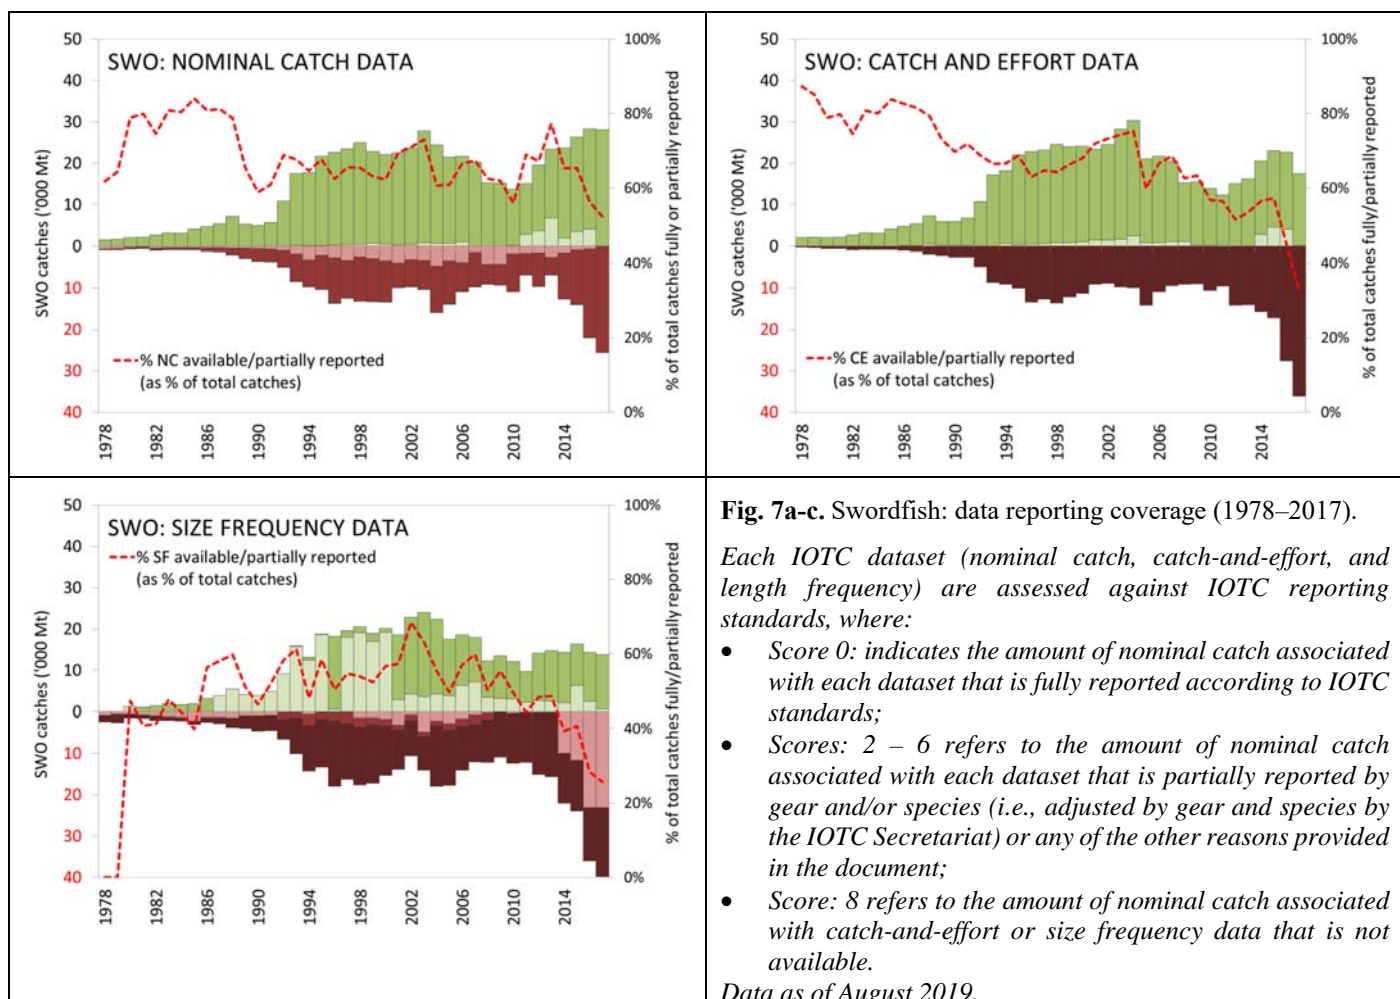 SWO: NOMINAL CATCH DATA
50
40
30
20
10
0
10
20
30
40
SWO catches ('000 Mt)
100%
80%
60%
40%
20%
0%
% of total catches fully or partially reported
% NC available/partially reported
(as % of total catches)
1978
1982
1986
1990
1994
1998
2002
2006
2010
2014
SWO: CATCH AND EFFORT DATA
50
40
30
20
10
0
10
20
30
40
SWO catches ('000 Mt)
100%
80%
60%
40%
20%
0%
% of total catches fully/partially reported
% CE available/partially reported
(as % of total catches)
1978
1982
1986
1990
1994
1998
2002
2006
2010
2014
SWO: SIZE FREQUENCY DATA
% SF available/partially reported
(as % of total catches)
50
40
30
20
10
0
10
20
30
40
SWO catches ('000 Mt)
100%
80%
60%
40%
20%
0%
% of total catches fully/partially reported
1978
1982
1986
1990
1994
1998
2002
2006
2010
2014
Fig. 7a-c. Swordfish: data reporting coverage (1978–2017).
Each IOTC dataset (nominal catch, catch-and-effort, and
length frequency) are assessed against IOTC reporting
standards, where:
• Score 0: indicates the amount of nominal catch associated
with each dataset that is fully reported according to IOTC
standards;
• Scores: 2 – 6 refers to the amount of nominal catch
associated with each dataset that is partially reported by
gear and/or species (i.e., adjusted by gear and species by
the IOTC Secretariat) or any of the other reasons provided
in the document;
• Score: 8 refers to the amount of nominal catch associated
with catch-and-effort or size frequency data that is not
available.
Data as of August 2019.